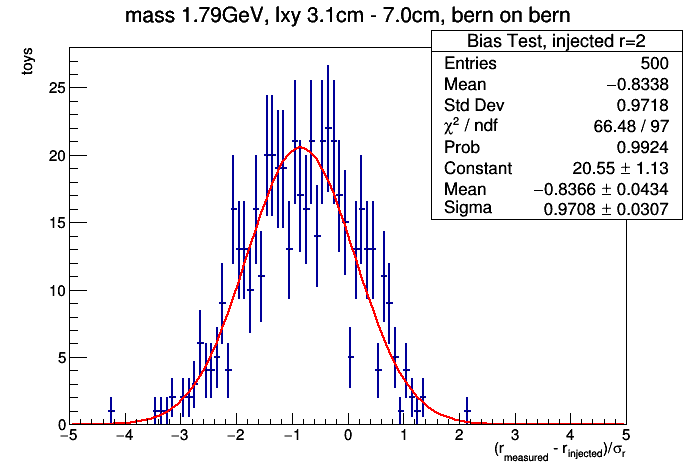 mass 1.79GeV, lxy 3.1cm - 7.0cm, bern on bern
toys
Bias Test, injected r=2
Entries 500
Mean −0.8338
Std Dev 0.9718
χ² / ndf 66.48 / 97
Prob 0.9924
Constant 20.55 ± 1.13
Mean −0.8366 ± 0.0434
Sigma 0.9708 ± 0.0307
25
20
15
10
5
0
−5 −4 −3 −2 −1 0 1 2 3 4 5
(r_measured - r_injected)/σ_r